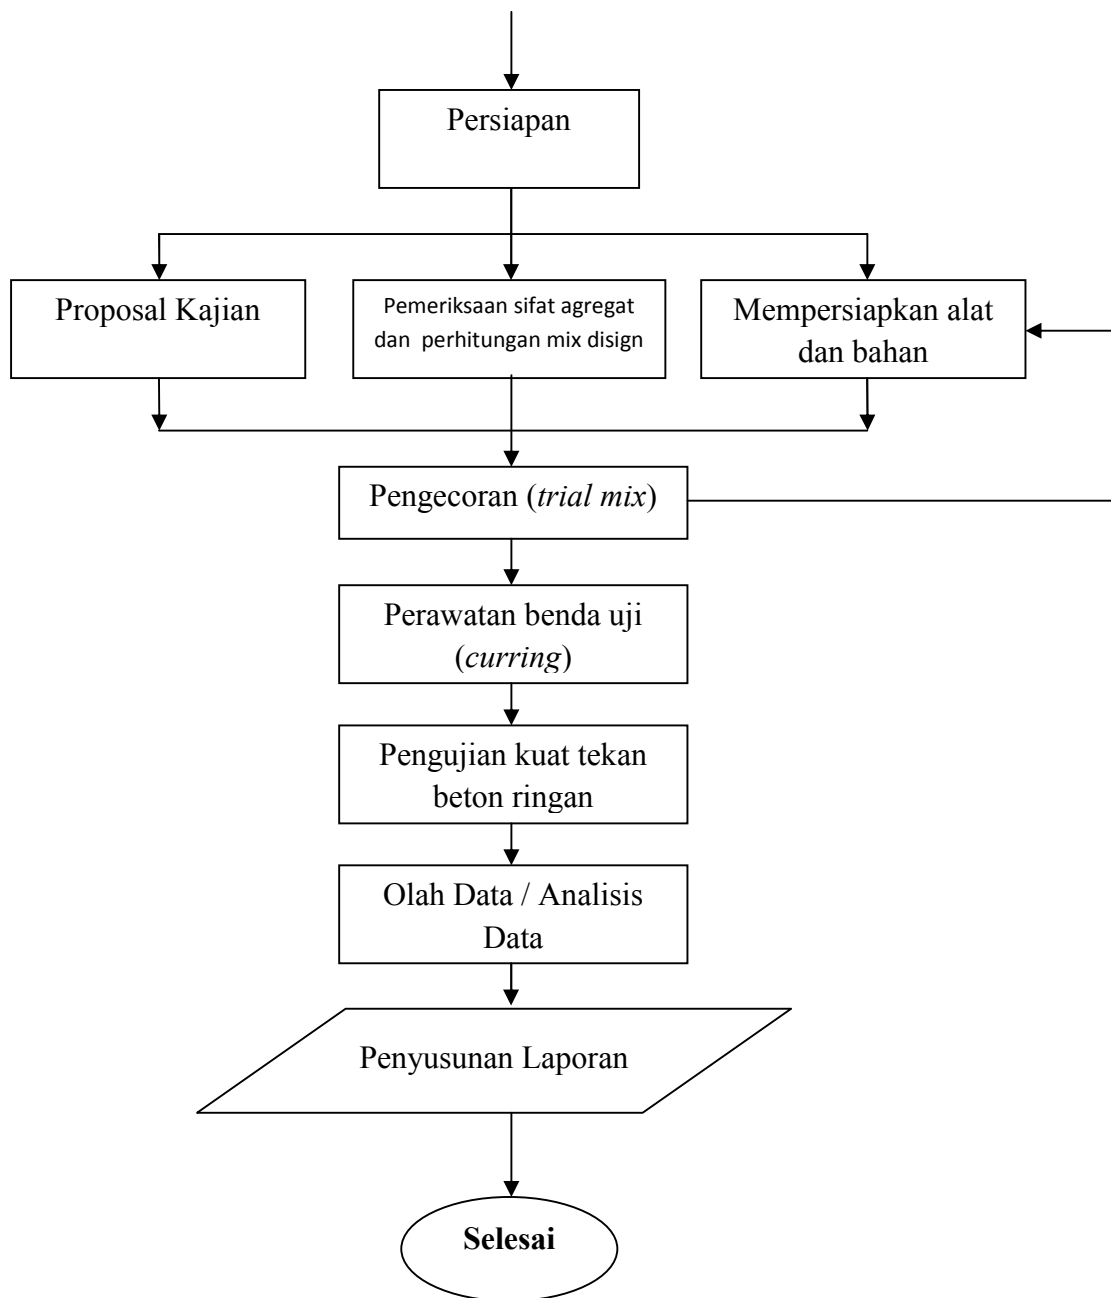 Persiapan
Proposal Kajian
Pemeriksaan sifat agregat
dan perhitungan mix disign
Mempersiapkan alat
dan bahan
Pengecoran (trial mix)
Perawatan benda uji
(curring)
Pengujian kuat tekan
beton ringan
Olah Data / Analisis
Data
Penyusunan Laporan
Selesai